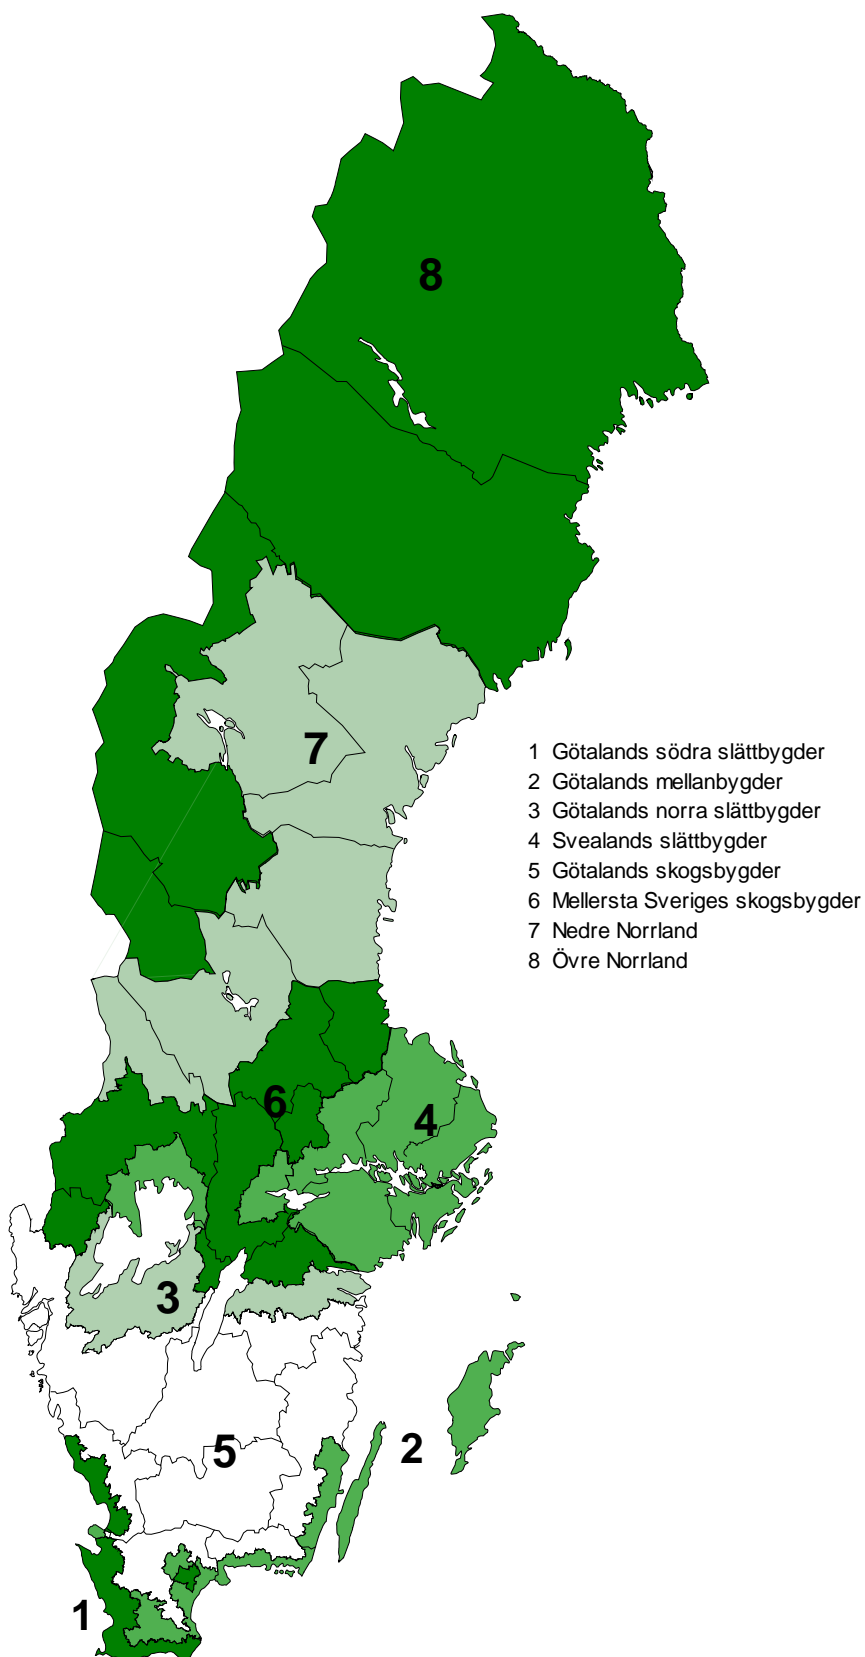 8
7
1 Götalands södra slättbygder
2 Götalands mellanbygder
3 Götalands norra slättbygder
4 Svealands slättbygder
5 Götalands skogsbygder
6 Mellersta Sveriges skogsbygder
7 Nedre Norrland
8 Övre Norrland
6
4
3
5
2
1